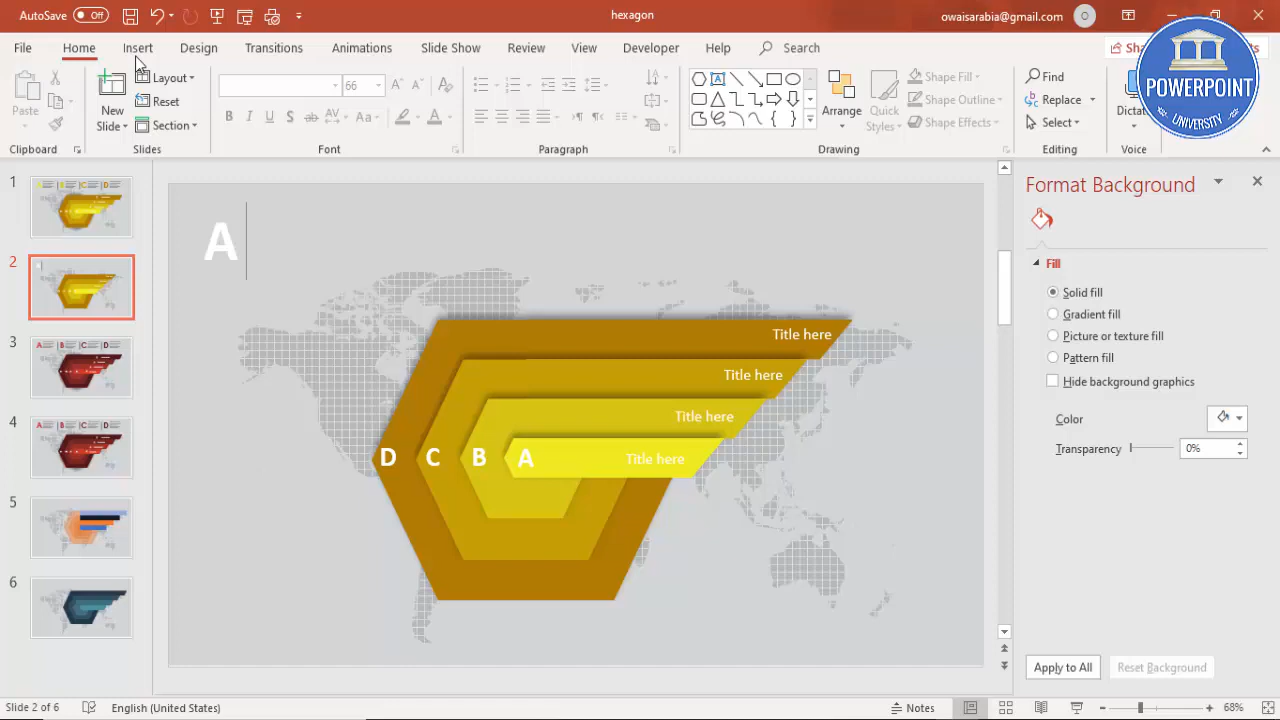 AutoSave Off
hexagon
owaisarabia@gmail.com O
File Home Insert Design Transitions Animations Slide Show Review View Developer Help Search
POWERPOINT
UNIVERSITY
Paste
Clipboard
New
Slide
Layout
Reset
Section
Slides
66
Font
Paragraph
Arrange
Quick
Styles
Shape Fill
Shape Outline
Shape Effects
Drawing
Find
Replace
Select
Editing
Voice
1
2
3
4
5
6
A
Title here
Title here
Title here
D C B A Title here
Format Background
Fill
Solid fill
Gradient fill
Picture or texture fill
Pattern fill
Hide background graphics
Color
Transparency 0%
Apply to All Reset Background
Slide 2 of 6 English (United States) Notes 68%